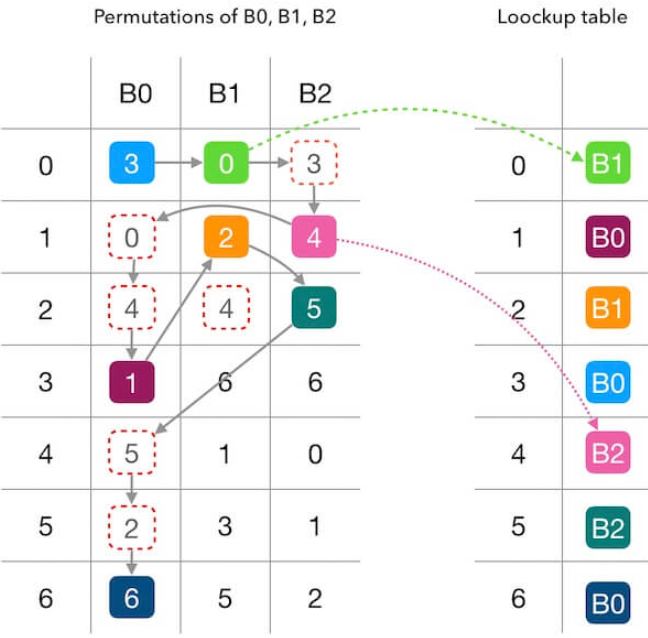 Permutations of B0, B1, B2
Loockup table
B0 B1 B2
0 3 0 3 0 B1
1 0 2 4 1 B0
2 4 4 5 2 B1
3 1 6 6 3 B0
4 5 1 0 4 B2
5 2 3 1 5 B2
6 6 5 2 6 B0